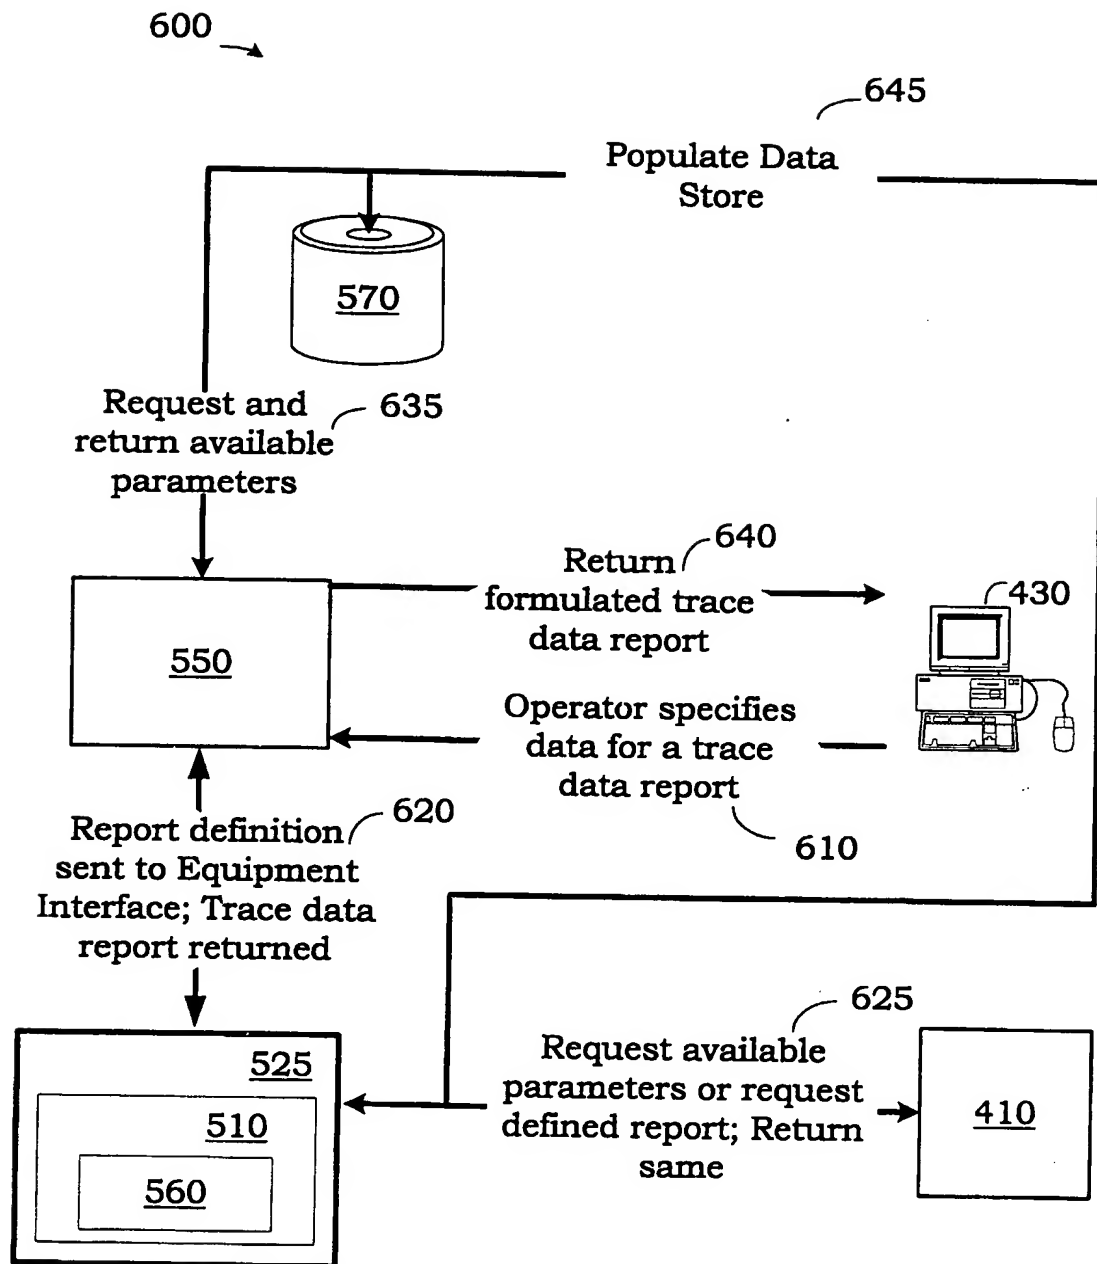 600
645
Populate Data
Store
570
Request and
return available
parameters
635
640
Return
formulated trace
data report
430
550
Operator specifies
data for a trace
data report
610
620
Report definition
sent to Equipment
Interface; Trace data
report returned
625
525
510
560
Request available
parameters or request
defined report; Return
same
410